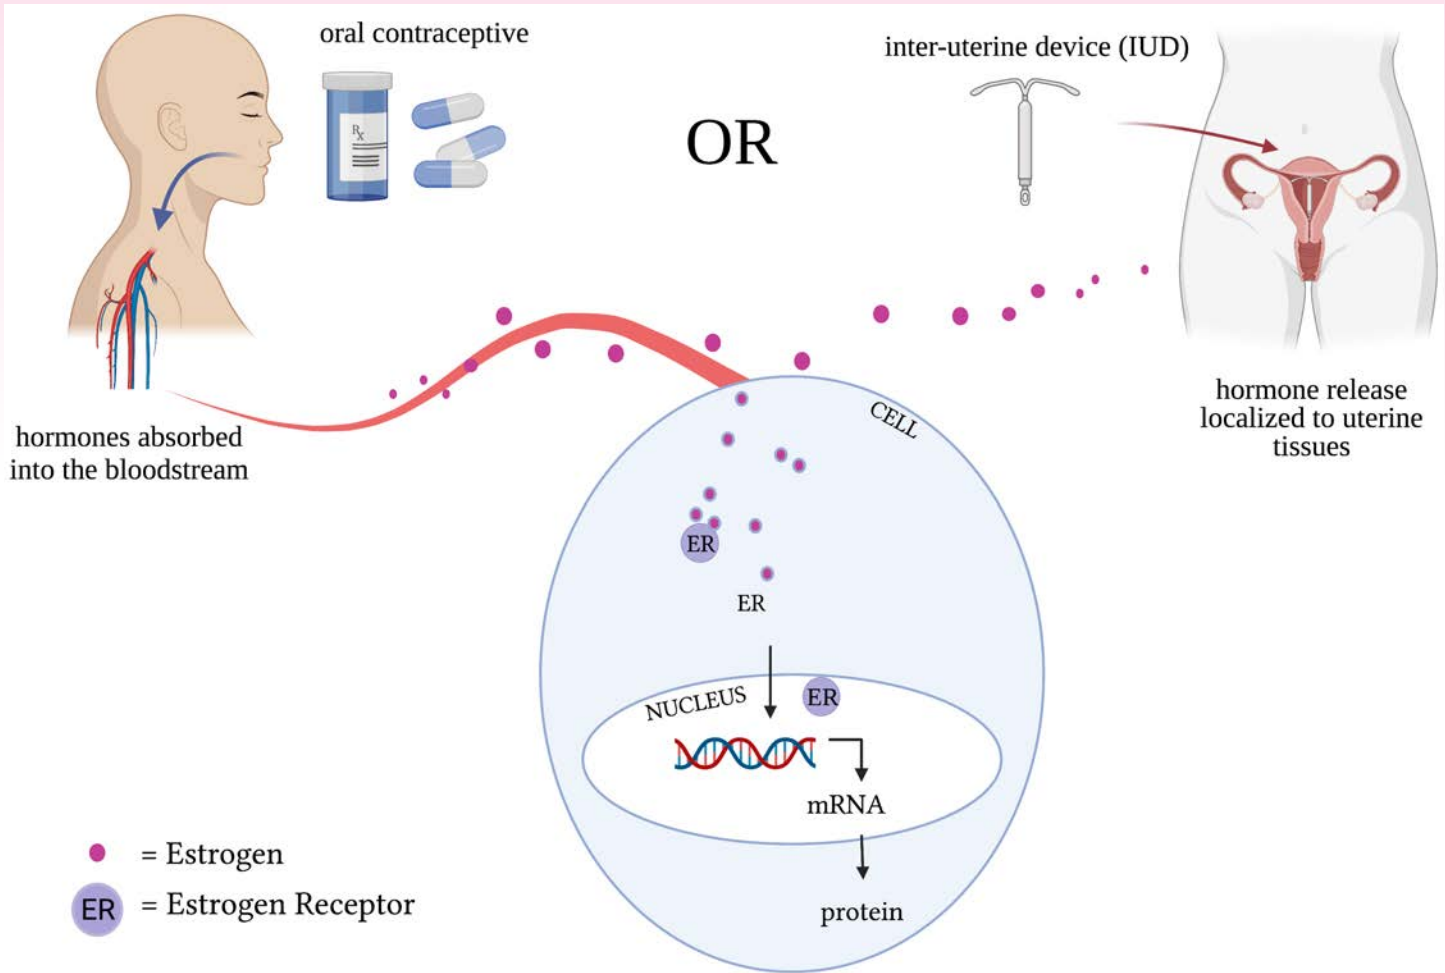 oral contraceptive
inter-uterine device (IUD)
Rx
OR
hormones absorbed
into the bloodstream
hormone release
localized to uterine
tissues
CELL
ER
ER
NUCLEUS
ER
mRNA
protein
= Estrogen
ER = Estrogen Receptor